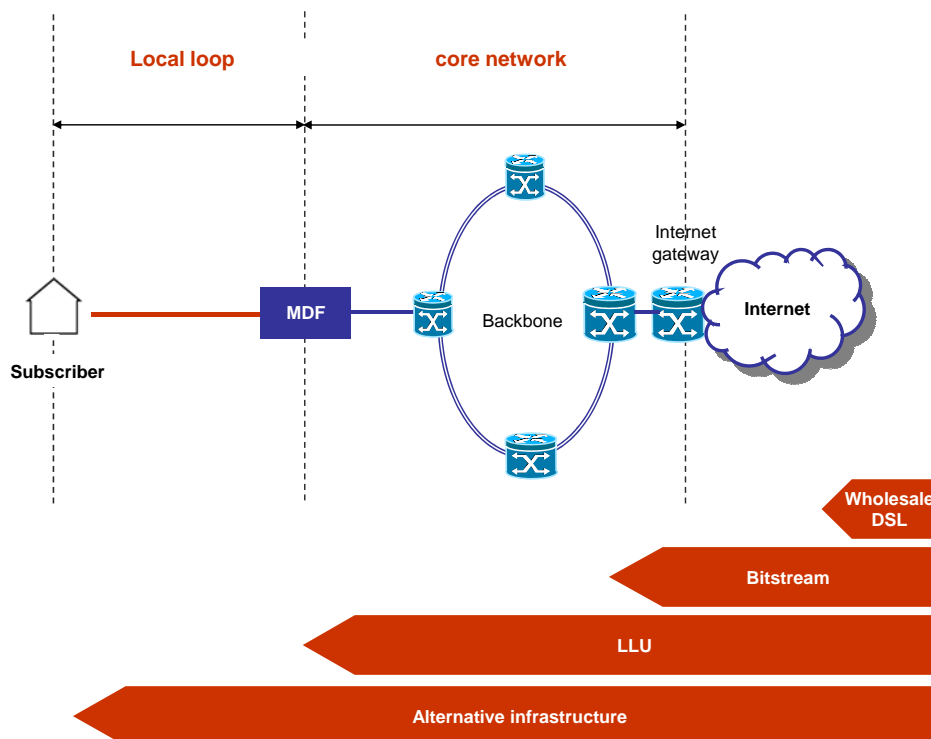 Local loop
core network
Internet
gateway
MDF
Backbone
Internet
Subscriber
Wholesale
DSL
Bitstream
LLU
Alternative infrastructure